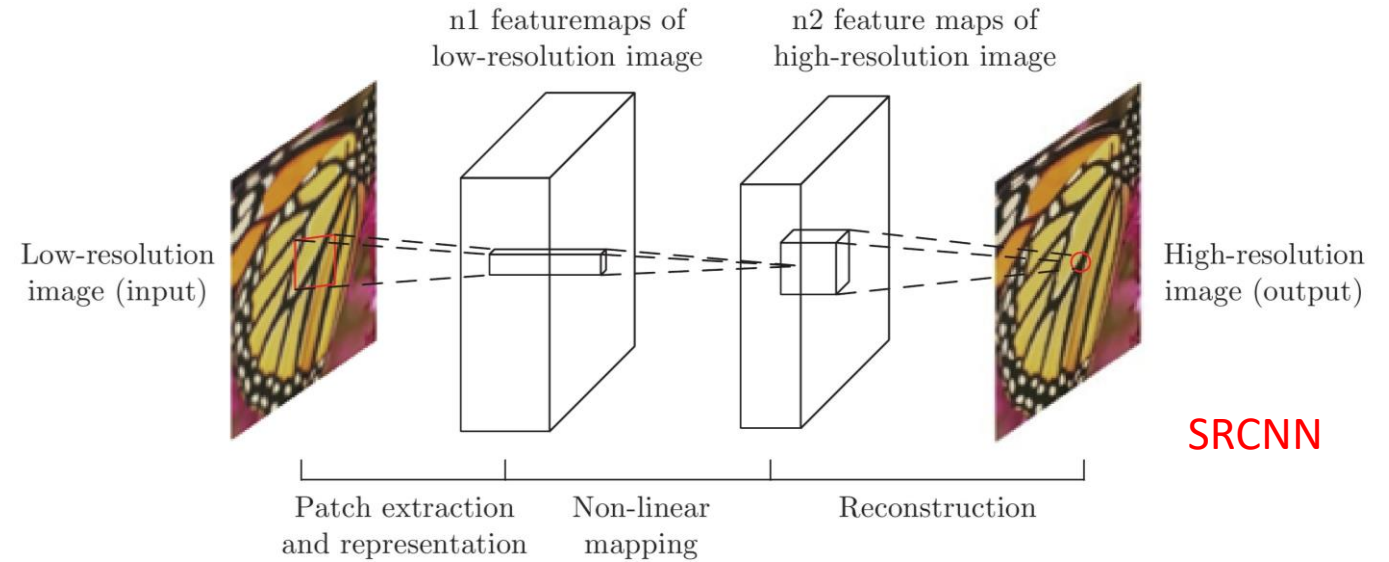 n1 featuremaps of
low-resolution image
n2 feature maps of
high-resolution image
Low-resolution
image (input)
High-resolution
image (output)
SRCNN
Patch extraction
and representation
Non-linear
mapping
Reconstruction